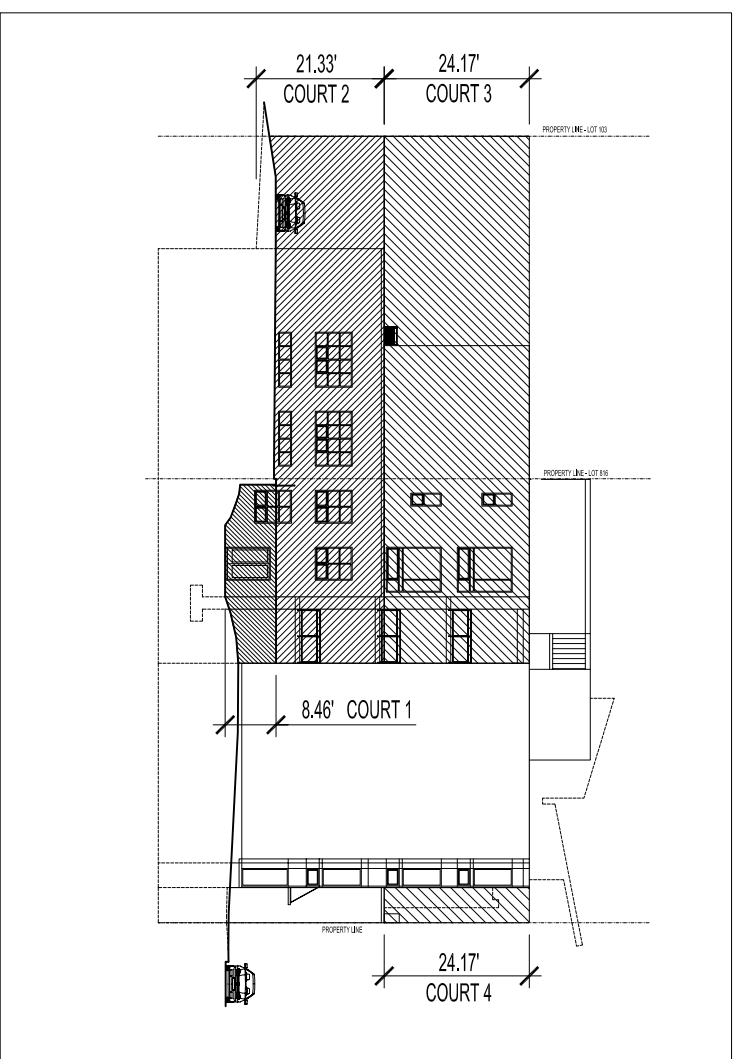 21.33' 24.17'
COURT 2 COURT 3
PROPERTY LINE - LOT 103
PROPERTY LINE - LOT 816
8.46' COURT 1
PROPERTY LINE
24.17'
COURT 4